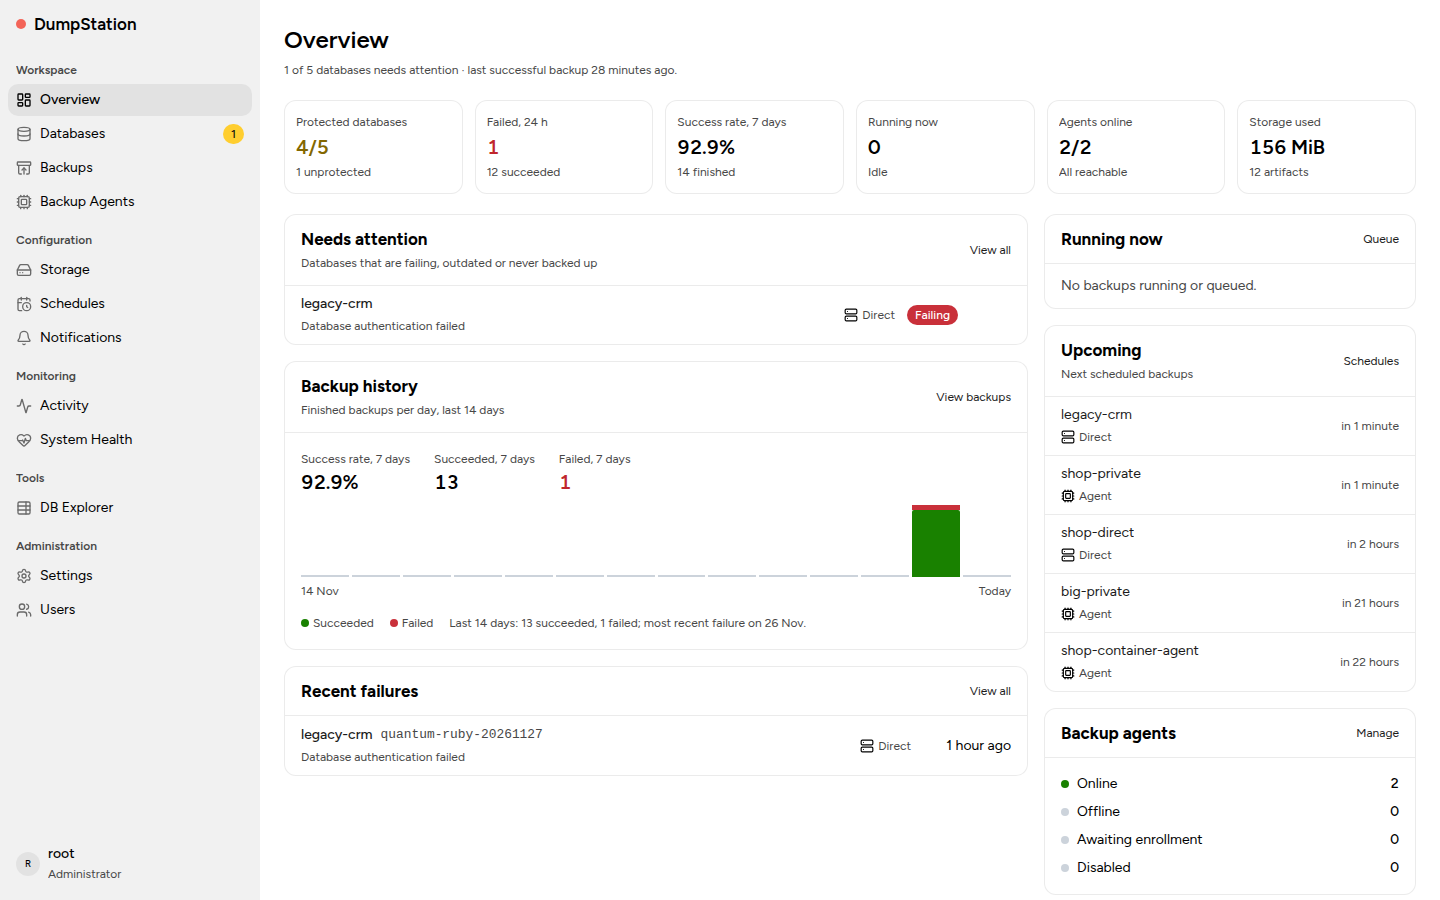 DumpStation
Workspace
Overview
Databases 1
Backups
Backup Agents
Configuration
Storage
Schedules
Notifications
Monitoring
Activity
System Health
Tools
DB Explorer
Administration
Settings
Users
R root
Administrator
Overview
1 of 5 databases needs attention · last successful backup 28 minutes ago.
Protected databases
4/5
1 unprotected
Failed, 24 h
1
12 succeeded
Success rate, 7 days
92.9%
14 finished
Running now
0
Idle
Agents online
2/2
All reachable
Storage used
156 MiB
12 artifacts
Needs attention
Databases that are failing, outdated or never backed up
View all
legacy-crm
Database authentication failed
Direct Failing
Backup history
Finished backups per day, last 14 days
View backups
Success rate, 7 days
92.9%
Succeeded, 7 days
13
Failed, 7 days
1
14 Nov Today
Succeeded Failed Last 14 days: 13 succeeded, 1 failed; most recent failure on 26 Nov.
Recent failures View all
legacy-crm quantum-ruby-20261127
Database authentication failed
Direct 1 hour ago
Running now Queue
No backups running or queued.
Upcoming
Next scheduled backups
Schedules
legacy-crm
Direct
in 1 minute
shop-private
Agent
in 1 minute
shop-direct
Direct
in 2 hours
big-private
Agent
in 21 hours
shop-container-agent
Agent
in 22 hours
Backup agents Manage
Online 2
Offline 0
Awaiting enrollment 0
Disabled 0